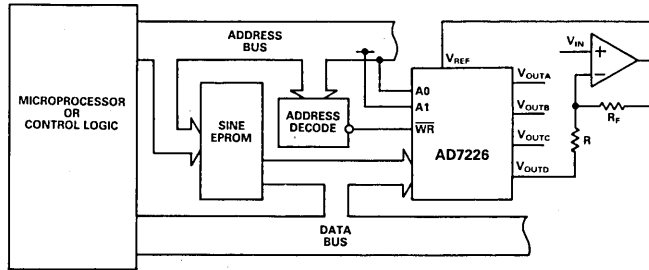 ADDRESS
BUS
MICROPROCESSOR
OR
CONTROL LOGIC
SINE
EPROM
ADDRESS
DECODE
A0
A1
WR
VREF
AD7226
VOUTA
VOUTB
VOUTC
VOUTD
VIN
+
−
RF
R
DATA
BUS